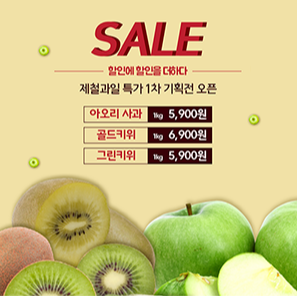 SALE
할인에 할인을 더하다
제철과일 특가 1차 기획전 오픈
아오리 사과 1kg 5,900원
골드키위 1kg 6,900원
그린키위 1kg 5,900원